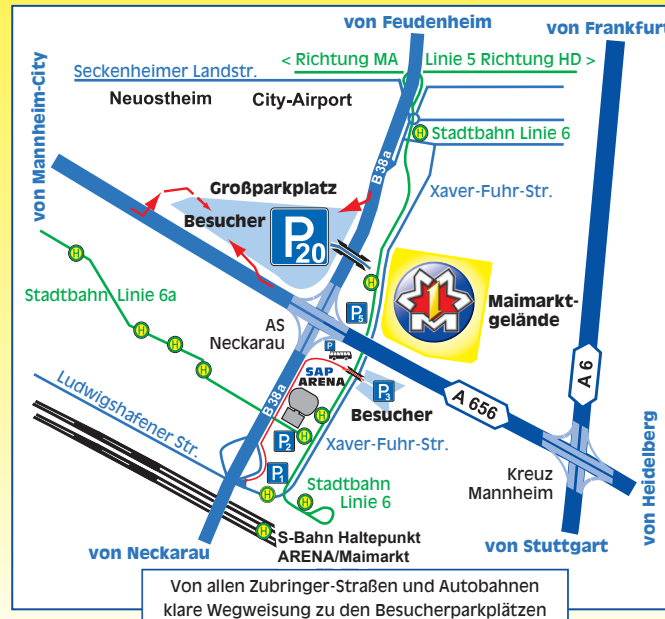 von Feudenheim
von Frankfurt
< Richtung MA
Linie 5 Richtung HD >
von Mannheim-City
Seckenheimer Landstr.
Neuostheim
City-Airport
H
Stadtbahn Linie 6
B 38a
Großparkplatz
Besucher
P20
Xaver-Fuhr-Str.
H
Stadtbahn Linie 6a
H
H
H
H
H
M
Maimarkt-
gelände
AS
Neckarau
P5
P
SAP
ARENA
P3
Besucher
A 6
A 656
Ludwigshafener Str.
B 38a
H
P2
H
Xaver-Fuhr-Str.
P1
Kreuz
Mannheim
von Heidelberg
H
H
Stadtbahn
Linie 6
H
S-Bahn Haltepunkt
ARENA/Maimarkt
von Neckarau
von Stuttgart
Von allen Zubringer-Straßen und Autobahnen
klare Wegweisung zu den Besucherparkplätzen